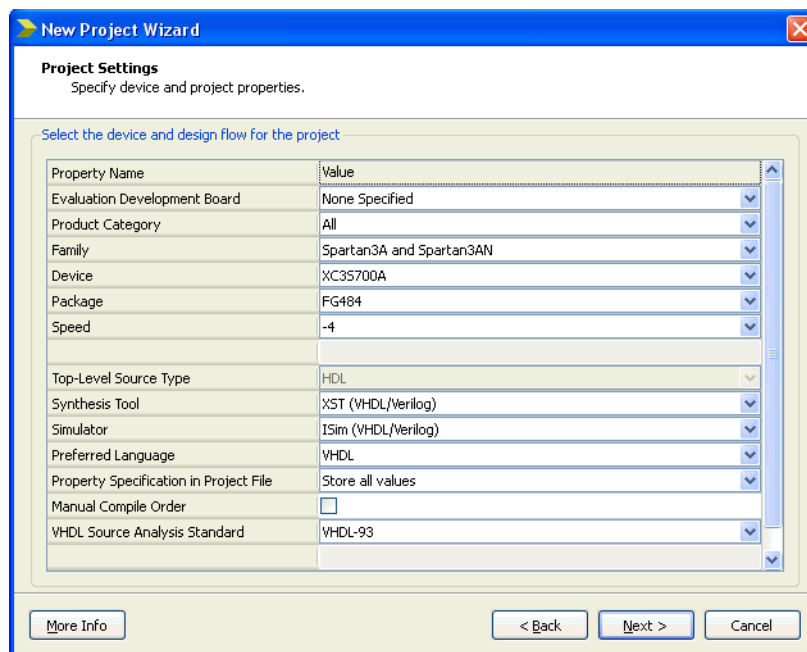 New Project Wizard
Project Settings
Specify device and project properties.
Select the device and design flow for the project
Property Name Value
Evaluation Development Board None Specified
Product Category All
Family Spartan3A and Spartan3AN
Device XC3S700A
Package FG484
Speed -4
Top-Level Source Type HDL
Synthesis Tool XST (VHDL/Verilog)
Simulator ISim (VHDL/Verilog)
Preferred Language VHDL
Property Specification in Project File Store all values
Manual Compile Order
VHDL Source Analysis Standard VHDL-93
More Info < Back Next > Cancel